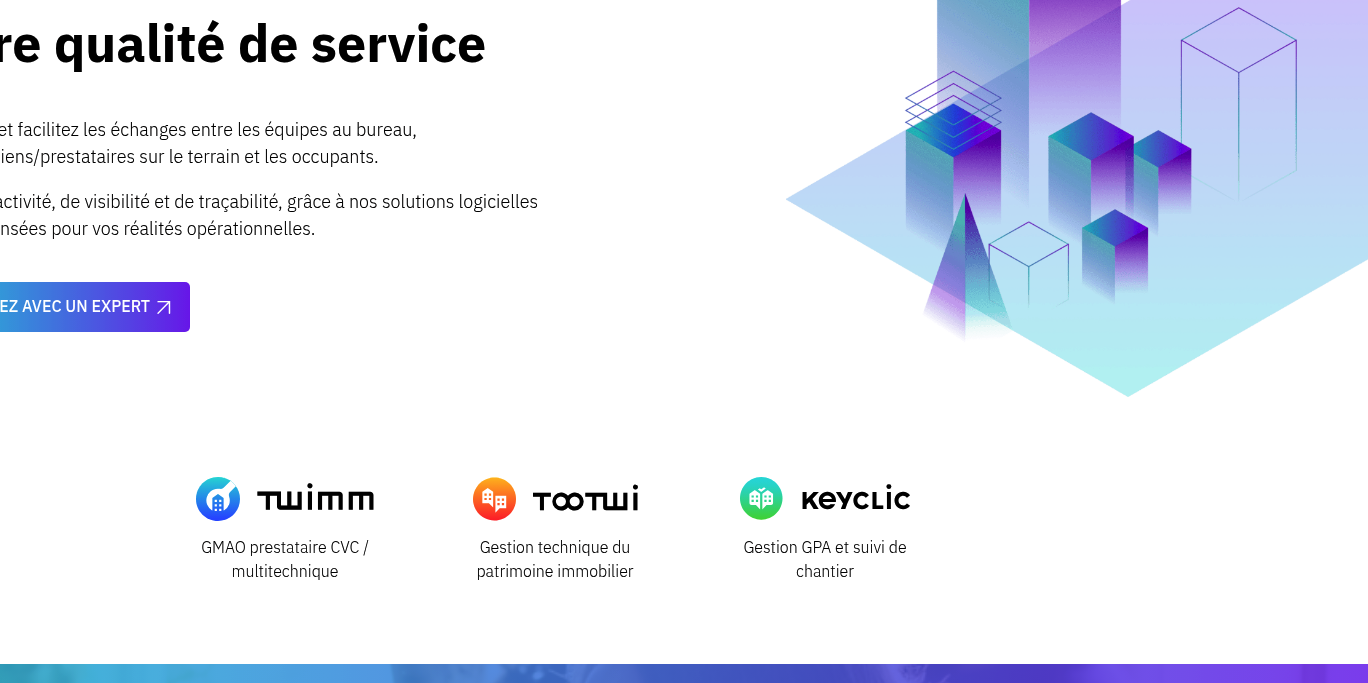 re qualité de service
et facilitez les échanges entre les équipes au bureau,
iens/prestataires sur le terrain et les occupants.
activité, de visibilité et de traçabilité, grâce à nos solutions logicielles
nsées pour vos réalités opérationnelles.
EZ AVEC UN EXPERT
Twimm
TOOTWi
KEYCLiC
GMAO prestataire CVC /
multitechnique
Gestion technique du
patrimoine immobilier
Gestion GPA et suivi de
chantier